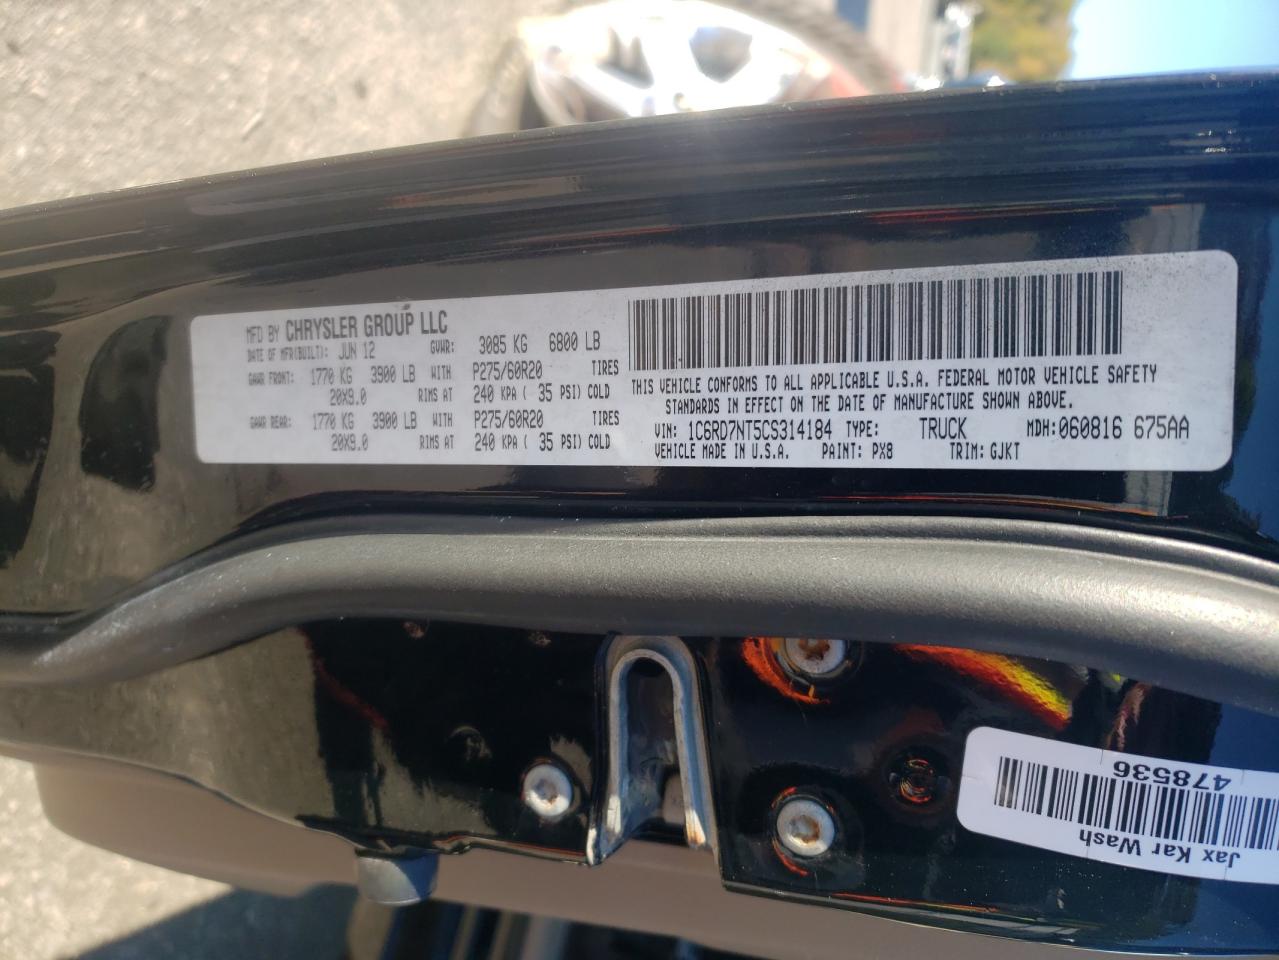 MFD BY CHRYSLER GROUP LLC
DATE OF MFR(BUILT): JUN 12 GVWR: 3085 KG 6800 LB
GAWR FRONT: 1770 KG 3900 LB WITH P275/60R20 TIRES
20X9.0 RIMS AT 240 KPA ( 35 PSI) COLD
GAWR REAR: 1770 KG 3900 LB WITH P275/60R20 TIRES
20X9.0 RIMS AT 240 KPA ( 35 PSI) COLD
THIS VEHICLE CONFORMS TO ALL APPLICABLE U.S.A. FEDERAL MOTOR VEHICLE SAFETY
STANDARDS IN EFFECT ON THE DATE OF MANUFACTURE SHOWN ABOVE.
VIN: 1C6RD7NT5CS314184 TYPE: TRUCK MDH:060816 675AA
VEHICLE MADE IN U.S.A. PAINT: PX8 TRIM:GJKT
Jax Kar Wash
478536